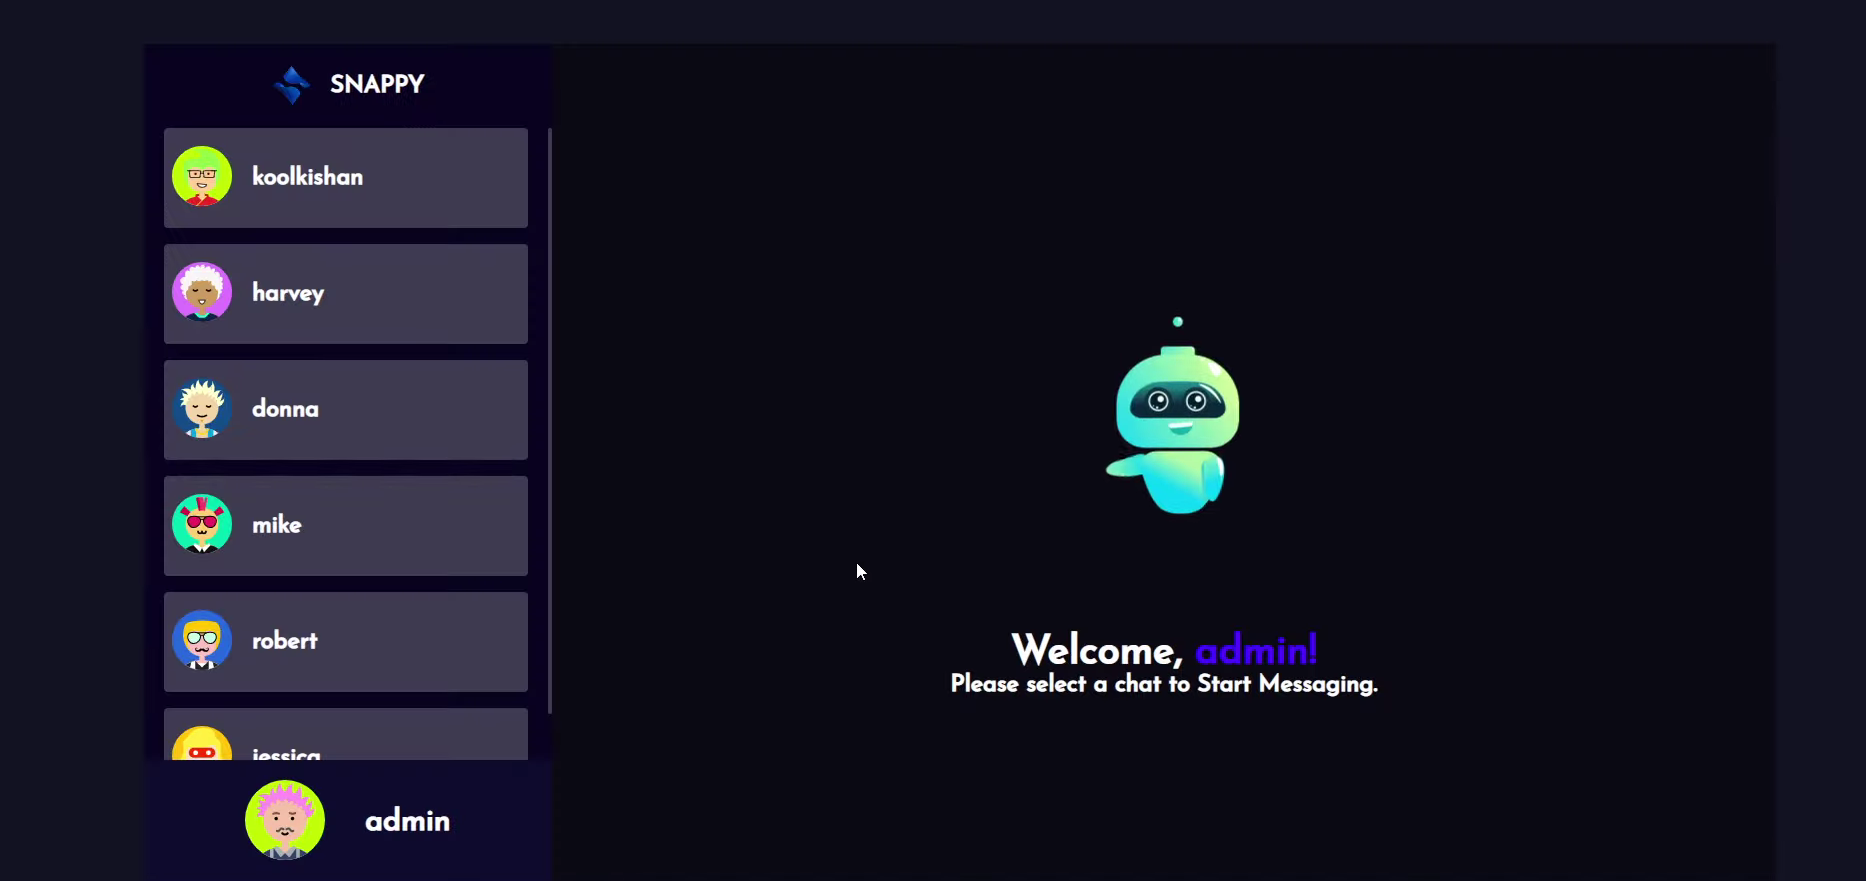 SNAPPY
koolkishan
harvey
donna
mike
robert
jessica
admin
Welcome, admin!
Please select a chat to Start Messaging.